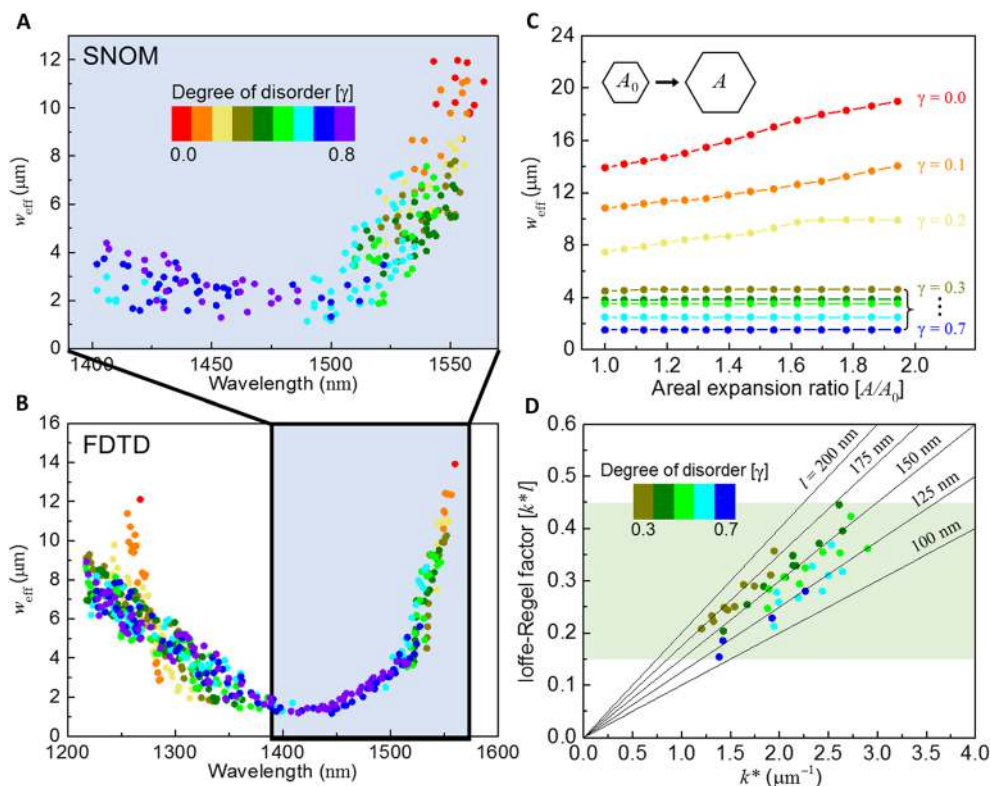 A
SNOM
Degree of disorder [γ]
0.0 0.8
12
10
8
6
4
2
0
w_eff (μm)
1400 1450 1500 1550
Wavelength (nm)
B
FDTD
16
14
12
10
8
6
4
2
0
w_eff (μm)
1200 1300 1400 1500 1600
Wavelength (nm)
C
A₀ A
24
20
16
12
8
4
0
w_eff (μm)
γ = 0.0
γ = 0.1
γ = 0.2
γ = 0.3
⋮
γ = 0.7
1.0 1.2 1.4 1.6 1.8 2.0
Areal expansion ratio [A/A₀]
D
Degree of disorder [γ]
0.3 0.7
l = 200 nm
175 nm
150 nm
125 nm
100 nm
0.6
0.5
0.4
0.3
0.2
0.1
0.0
Ioffe-Regel factor [k*l]
0.0 0.5 1.0 1.5 2.0 2.5 3.0 3.5 4.0
k* (μm⁻¹)